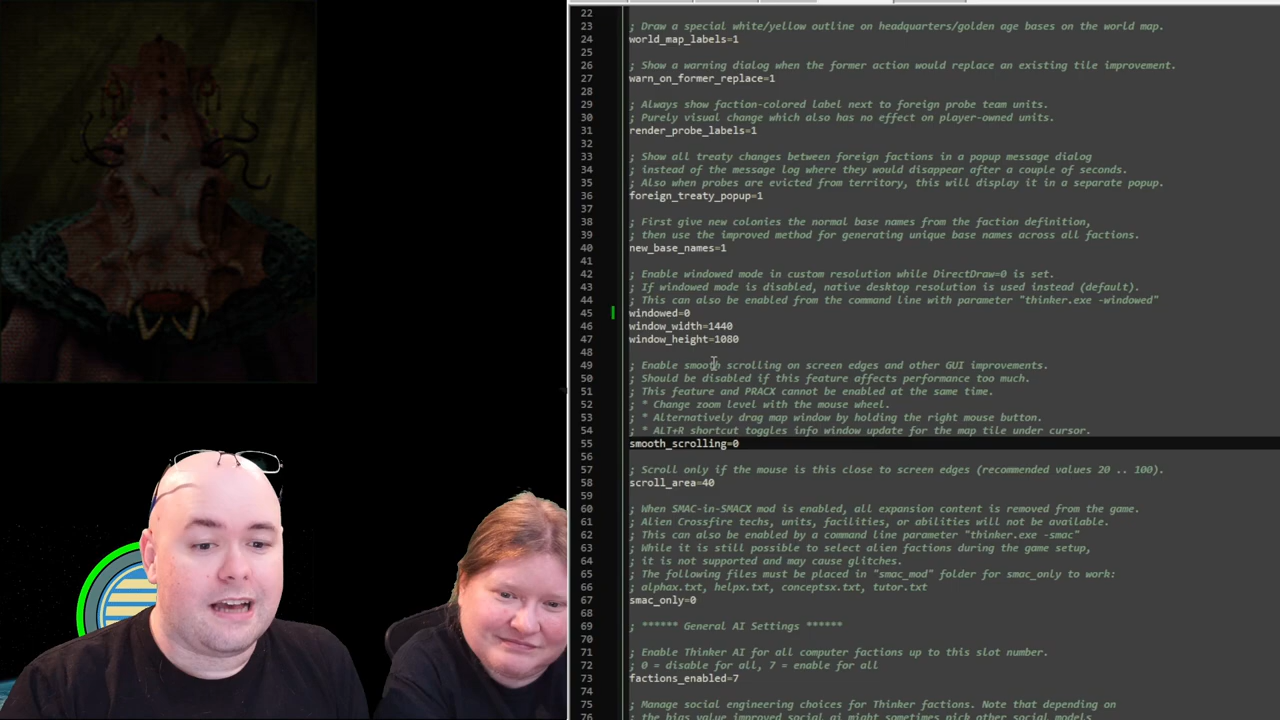 22
23 ; Draw a special white/yellow outline on headquarters/golden age bases on the world map.
24 world_map_labels=1
25
26 ; Show a warning dialog when the former action would replace an existing tile improvement.
27 warn_on_former_replace=1
28
29 ; Always show faction-colored label next to foreign probe team units.
30 ; Purely visual change which also has no effect on player-owned units.
31 render_probe_labels=1
32
33 ; Show all treaty changes between foreign factions in a popup message dialog
34 ; instead of the message log where they would disappear after a couple of seconds.
35 ; Also when probes are evicted from territory, this will display it in a separate popup.
36 foreign_treaty_popup=1
37
38 ; First give new colonies the normal base names from the faction definition,
39 ; then use the improved method for generating unique base names across all factions.
40 new_base_names=1
41
42 ; Enable windowed mode in custom resolution while DirectDraw=0 is set.
43 ; If windowed mode is disabled, native desktop resolution is used instead (default).
44 ; This can also be enabled from the command line with parameter "thinker.exe -windowed"
45 windowed=0
46 window_width=1440
47 window_height=1080
48
49 ; Enable smooth scrolling on screen edges and other GUI improvements.
50 ; Should be disabled if this feature affects performance too much.
51 ; This feature and PRACX cannot be enabled at the same time.
52 ; * Change zoom level with the mouse wheel.
53 ; * Alternatively drag map window by holding the right mouse button.
54 ; * ALT+R shortcut toggles info window update for the map tile under cursor.
55 smooth_scrolling=0
56
57 ; Scroll only if the mouse is this close to screen edges (recommended values 20 .. 100).
58 scroll_area=40
59
60 ; When SMAC-in-SMACX mod is enabled, all expansion content is removed from the game.
61 ; Alien Crossfire techs, units, facilities, or abilities will not be available.
62 ; This can also be enabled by a command line parameter "thinker.exe -smac"
63 ; While it is still possible to select alien factions during the game setup,
64 ; it is not supported and may cause glitches.
65 ; The following files must be placed in "smac_mod" folder for smac_only to work:
66 ; alphax.txt, helpx.txt, conceptsx.txt, tutor.txt
67 smac_only=0
68
69 ; ****** General AI Settings ******
70
71 ; Enable Thinker AI for all computer factions up to this slot number.
72 ; 0 = disable for all, 7 = enable for all
73 factions_enabled=7
74
75 ; Manage social engineering choices for Thinker factions. Note that depending on
76 ; the bias value improved social_ai might sometimes pick other social models